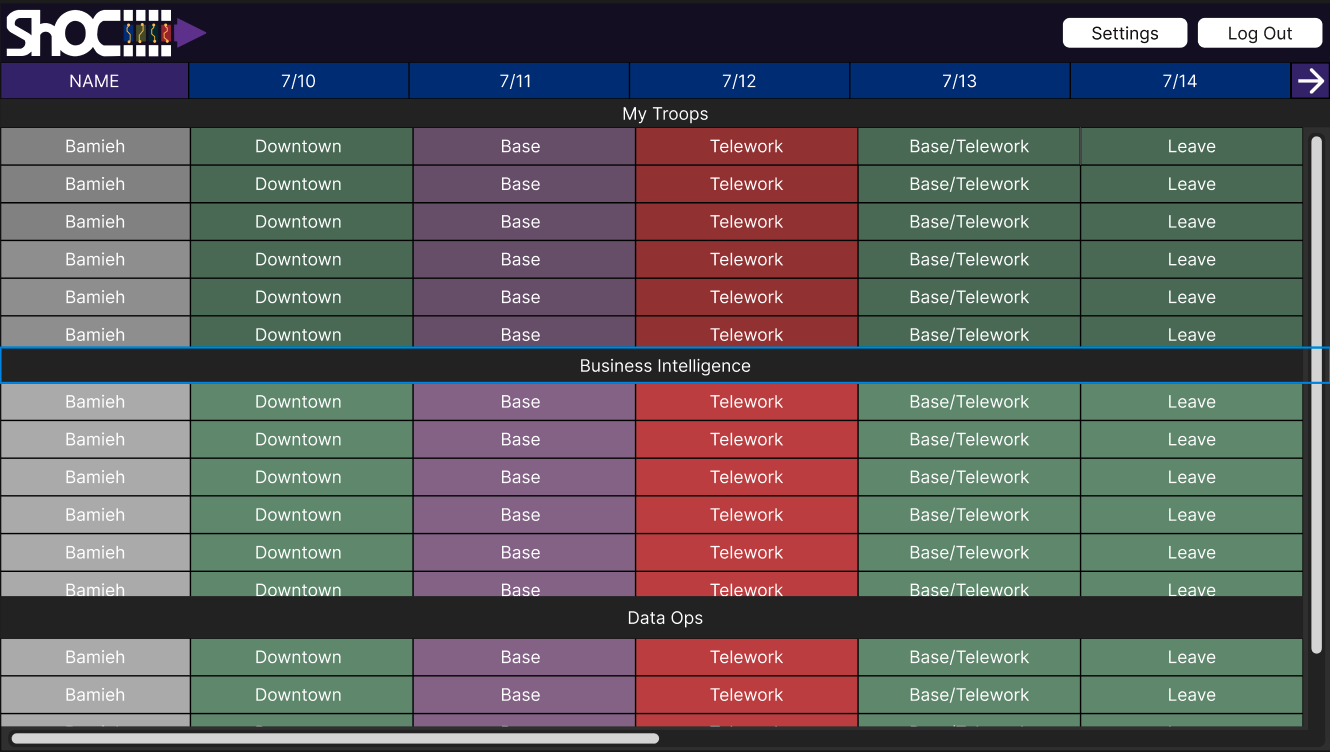 ShOC
Settings Log Out
NAME 7/10 7/11 7/12 7/13 7/14
My Troops
Bamieh Downtown Base Telework Base/Telework Leave
Bamieh Downtown Base Telework Base/Telework Leave
Bamieh Downtown Base Telework Base/Telework Leave
Bamieh Downtown Base Telework Base/Telework Leave
Bamieh Downtown Base Telework Base/Telework Leave
Bamieh Downtown Base Telework Base/Telework Leave
Business Intelligence
Bamieh Downtown Base Telework Base/Telework Leave
Bamieh Downtown Base Telework Base/Telework Leave
Bamieh Downtown Base Telework Base/Telework Leave
Bamieh Downtown Base Telework Base/Telework Leave
Bamieh Downtown Base Telework Base/Telework Leave
Bamieh Downtown Base Telework Base/Telework Leave
Data Ops
Bamieh Downtown Base Telework Base/Telework Leave
Bamieh Downtown Base Telework Base/Telework Leave